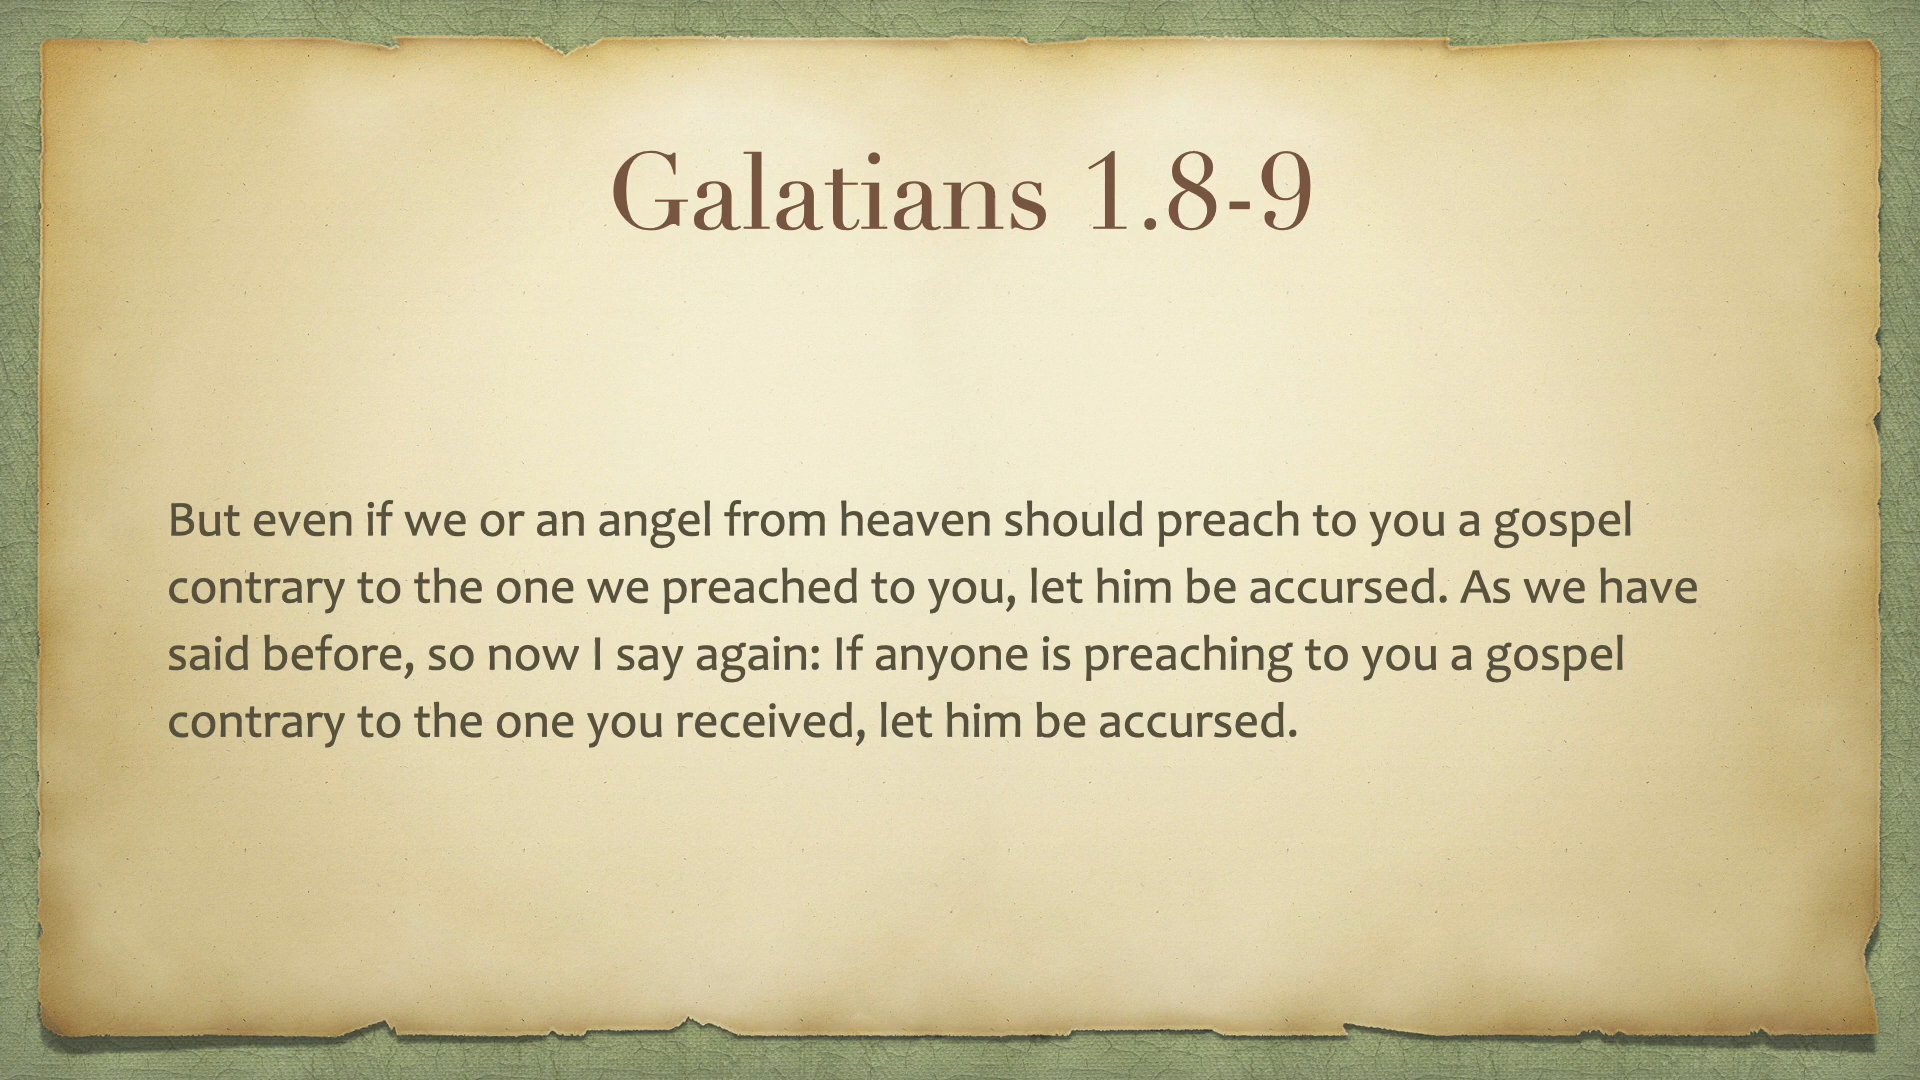 Galatians 1.8-9
But even if we or an angel from heaven should preach to you a gospel
contrary to the one we preached to you, let him be accursed. As we have
said before, so now I say again: If anyone is preaching to you a gospel
contrary to the one you received, let him be accursed.